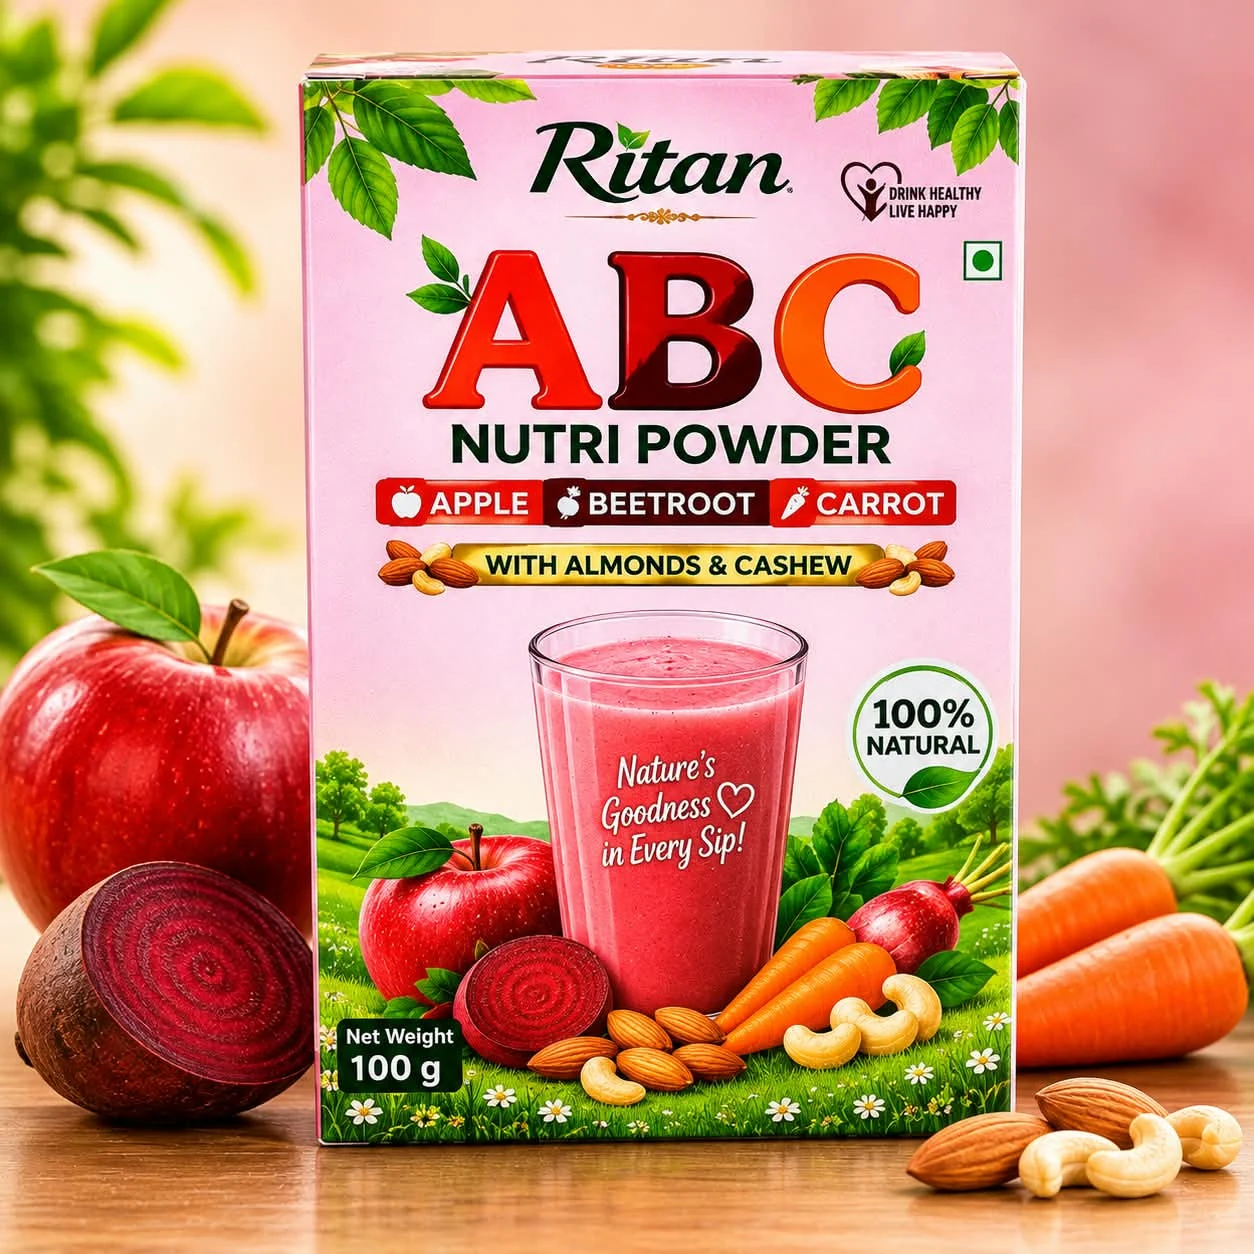 Ritan
Ritan
DRINK HEALTHY
LIVE HAPPY
ABC
NUTRI POWDER
APPLE BEETROOT CARROT
WITH ALMONDS & CASHEW
100%
NATURAL
Nature's
Goodness
in Every Sip!
Net Weight
100 g